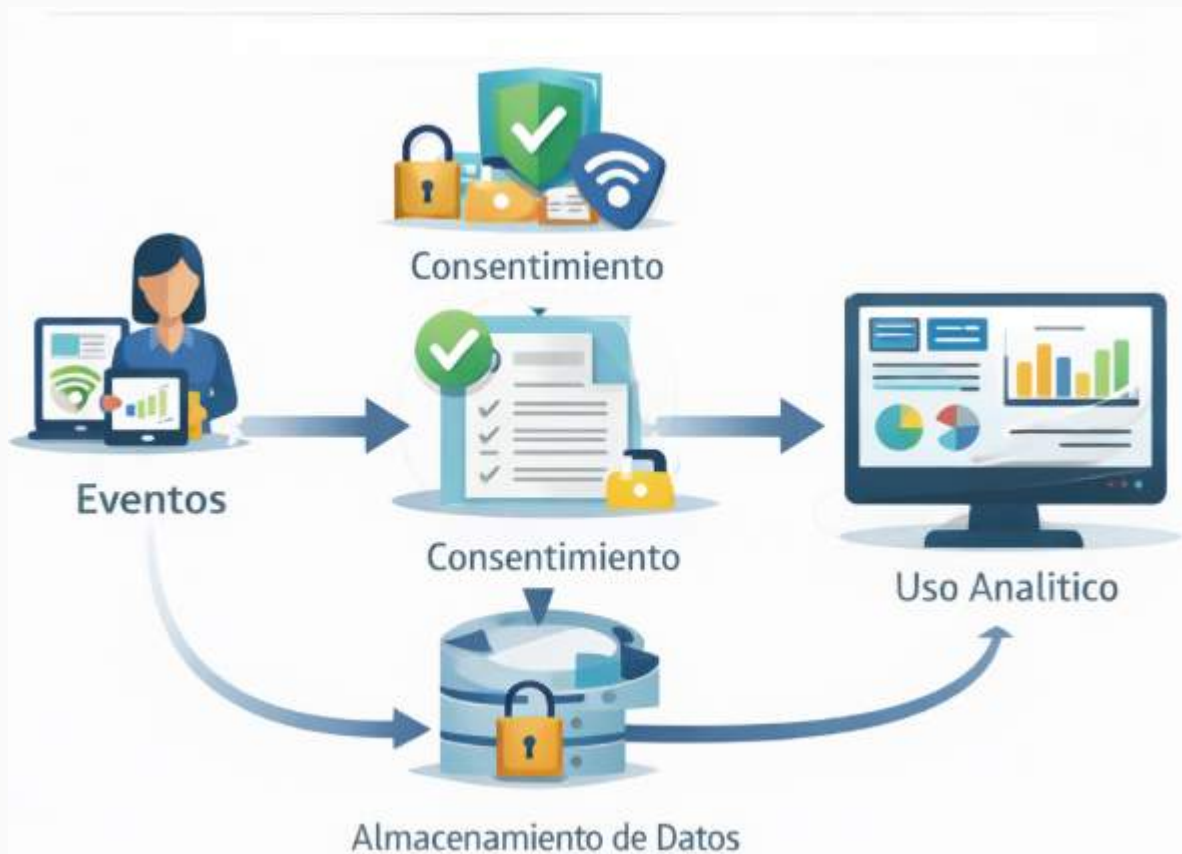 Consentimiento
Eventos
Consentimiento
Uso Analitico
Almacenamiento de Datos